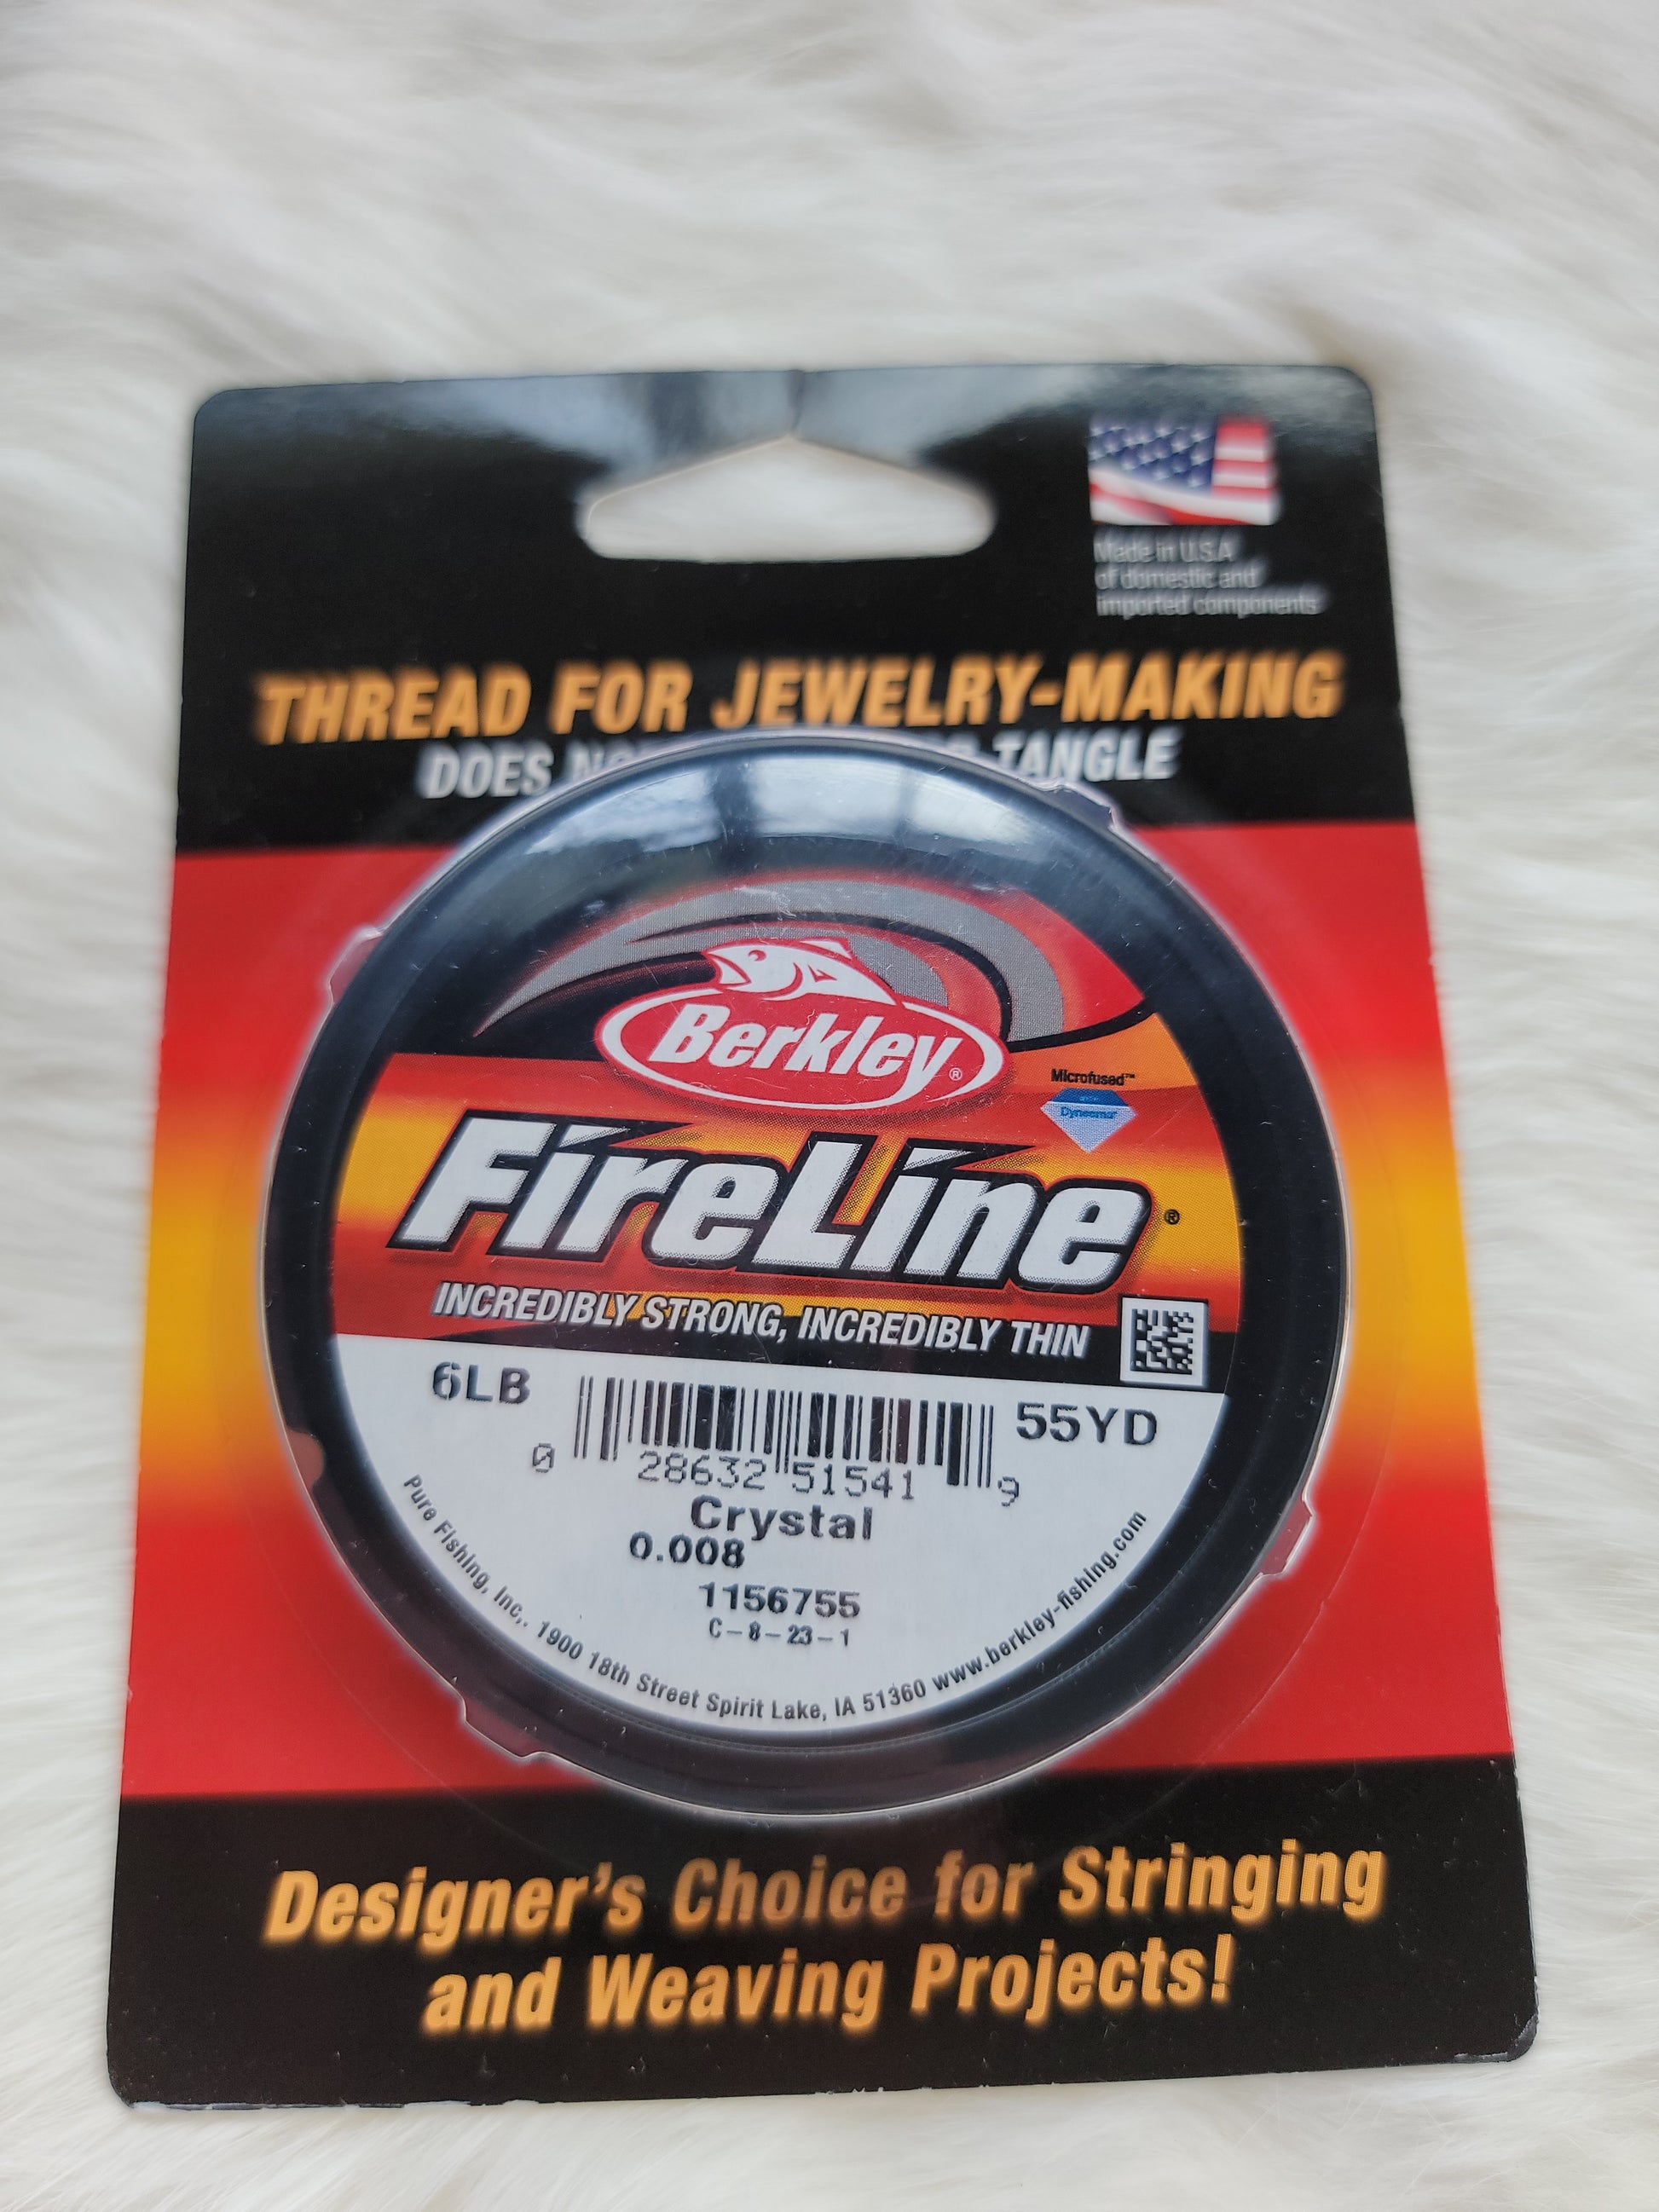 Made in U.S.A
of domestic and
imported components
THREAD FOR JEWELRY-MAKING
DOES TANGLE
Berkley®
Microfused™
Dyneema®
FireLine®
INCREDIBLY STRONG, INCREDIBLY THIN
6LB
55YD
0 28632 51541 9
Crystal
0.008
1156755
C-8-23-1
Pure Fishing, Inc,. 1900 18th Street Spirit Lake, IA 51360 www.berkley-fishing.com
Designer's Choice for Stringing
and Weaving Projects!